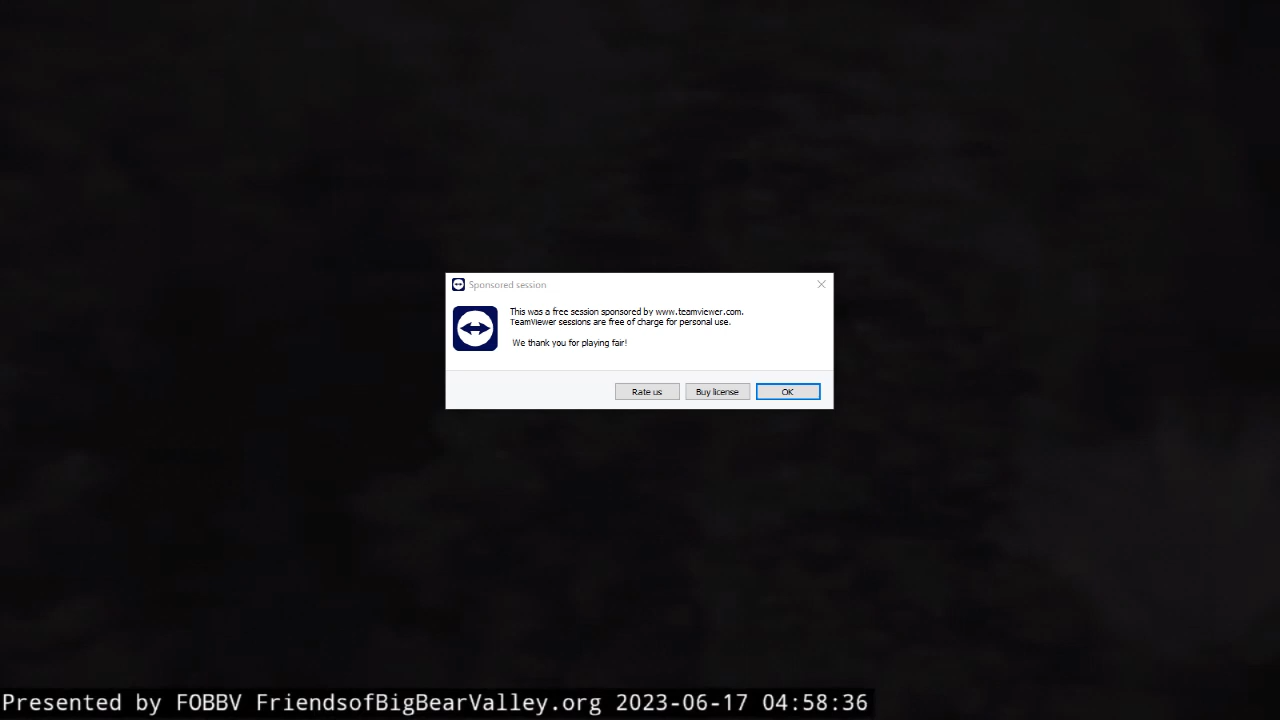 Sponsored session
This was a free session sponsored by www.teamviewer.com.
TeamViewer sessions are free of charge for personal use.
We thank you for playing fair!
Rate us
Buy license
OK
Presented by FOBBV FriendsofBigBearValley.org 2023-06-17 04:58:36